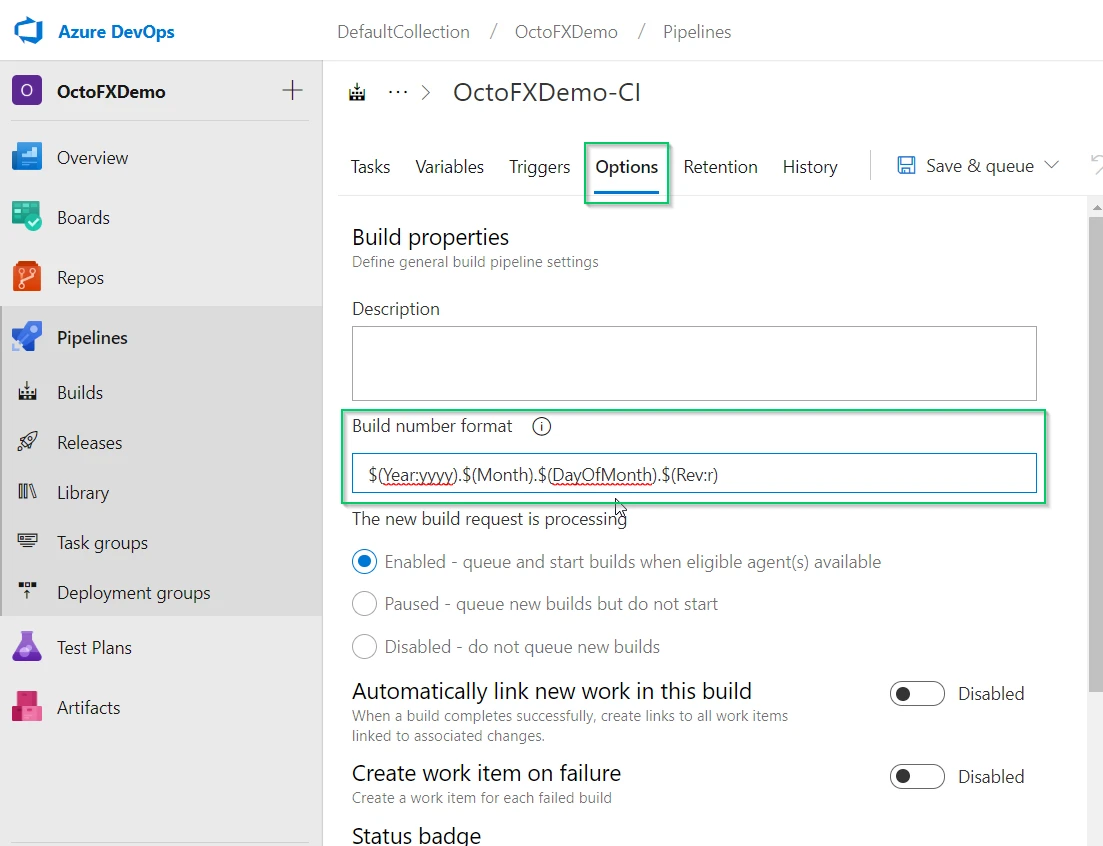 Azure DevOps
DefaultCollection / OctoFXDemo / Pipelines
O OctoFXDemo
··· > OctoFXDemo-CI
Overview
Boards
Repos
Pipelines
Builds
Releases
Library
Task groups
Deployment groups
Test Plans
Artifacts
Tasks Variables Triggers Options Retention History Save & queue
Build properties
Define general build pipeline settings
Description
Build number format
$(Year:yyyy).$(Month).$(DayOfMonth).$(Rev:r)
The new build request is processing
Enabled - queue and start builds when eligible agent(s) available
Paused - queue new builds but do not start
Disabled - do not queue new builds
Automatically link new work in this build
Disabled
When a build completes successfully, create links to all work items
linked to associated changes.
Create work item on failure
Disabled
Create a work item for each failed build
Status badge